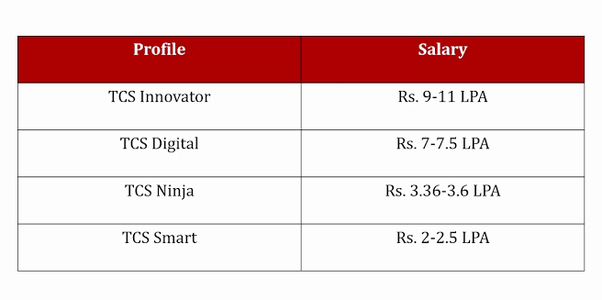 Profile Salary
TCS Innovator Rs. 9-11 LPA
TCS Digital Rs. 7-7.5 LPA
TCS Ninja Rs. 3.36-3.6 LPA
TCS Smart Rs. 2-2.5 LPA